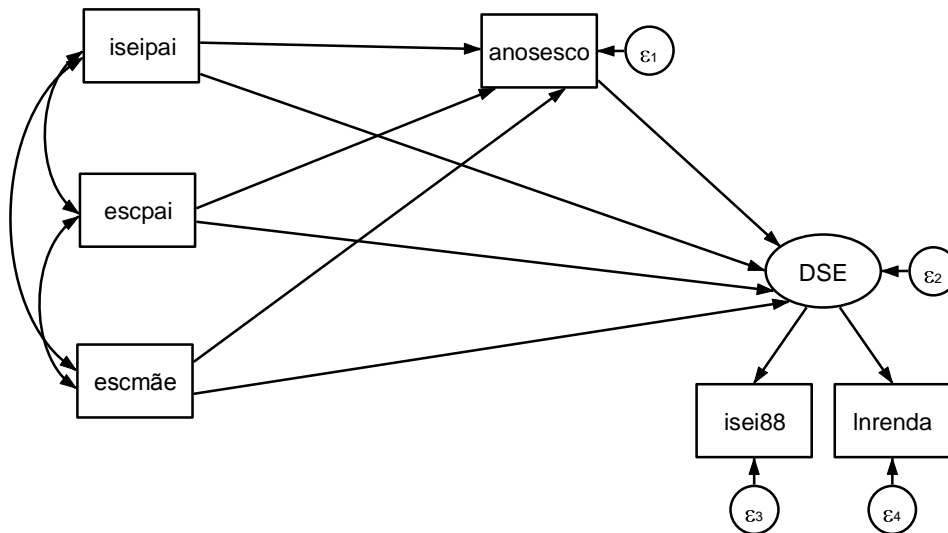 iseipai
anosesco
ε1
escpai
DSE
ε2
escmãe
isei88
lnrenda
ε3
ε4